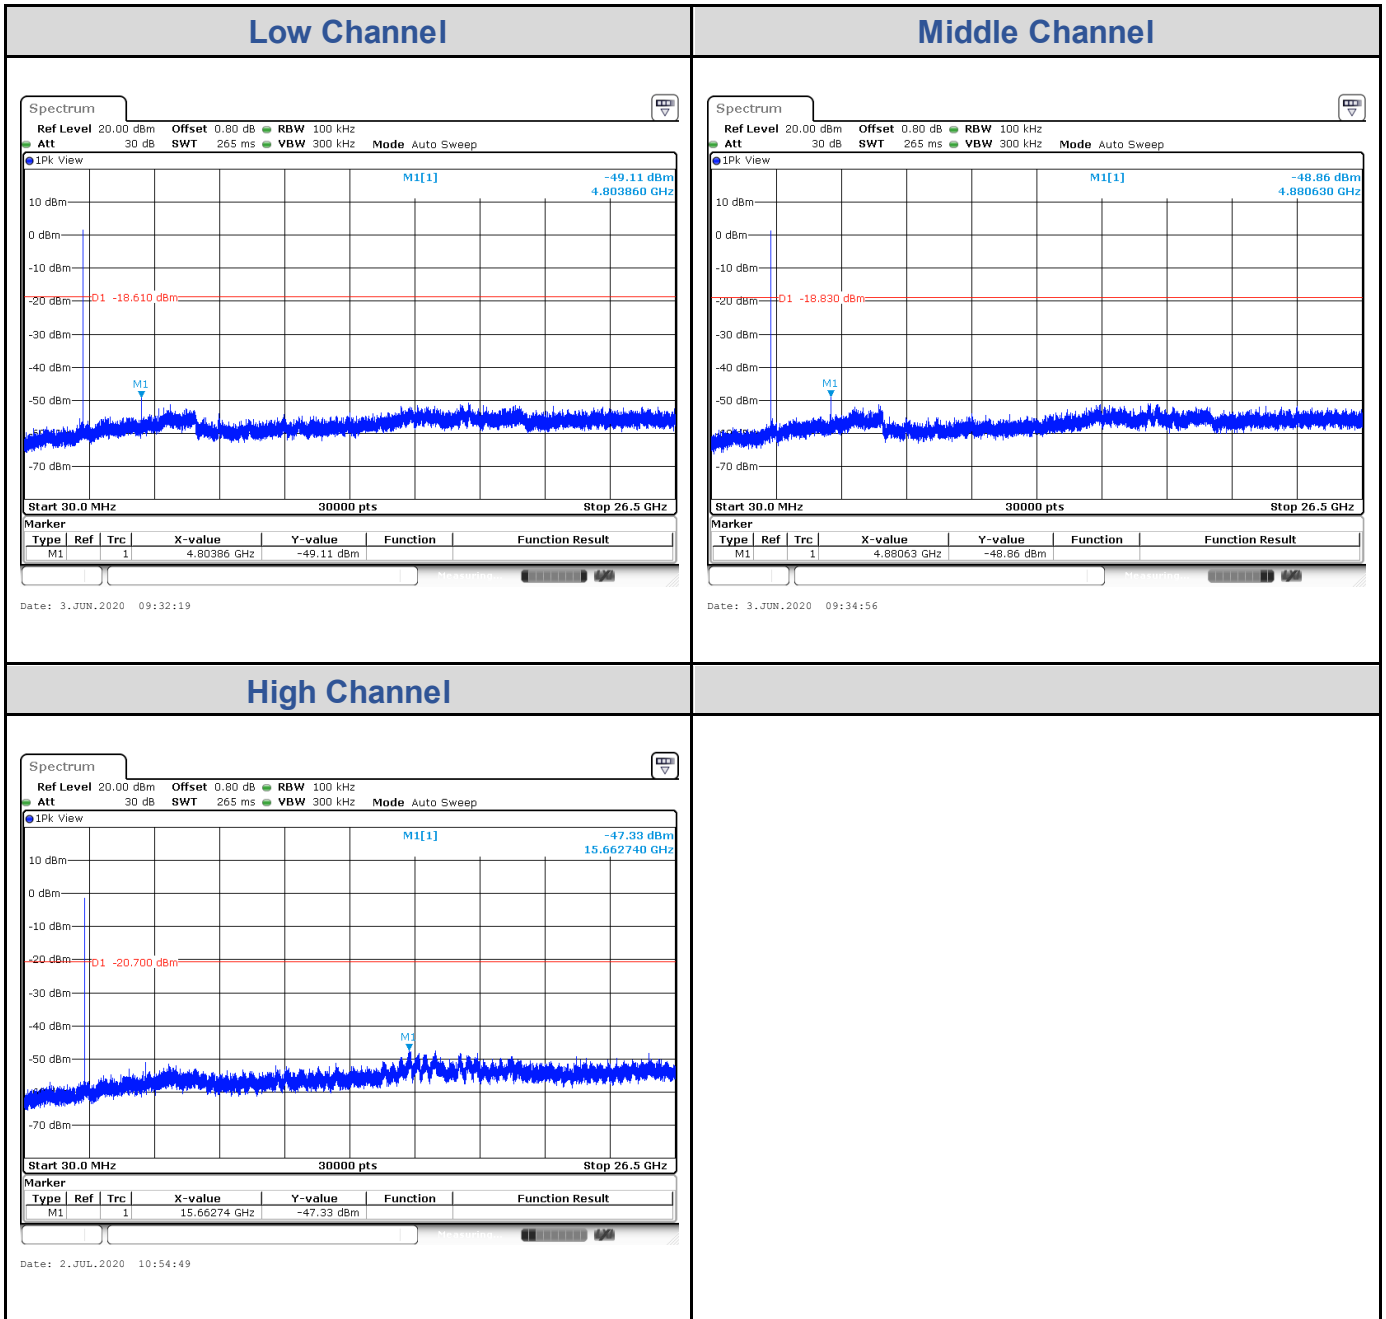 Low Channel
Middle Channel
Spectrum
Ref Level 20.00 dBm Offset 0.80 dB RBW 100 kHz
Att 30 dB SWT 265 ms VBW 300 kHz Mode Auto Sweep
1Pk View
M1[1] -49.11 dBm
4.803860 GHz
10 dBm
0 dBm
-10 dBm
D1 -18.610 dBm
-20 dBm
-30 dBm
-40 dBm
M1
-50 dBm
-70 dBm
Start 30.0 MHz 30000 pts Stop 26.5 GHz
Marker
Type Ref Trc X-value Y-value Function Function Result
M1 1 4.80386 GHz -49.11 dBm
Measuring...
Date: 3.JUN.2020 09:32:19
Spectrum
Ref Level 20.00 dBm Offset 0.80 dB RBW 100 kHz
Att 30 dB SWT 265 ms VBW 300 kHz Mode Auto Sweep
1Pk View
M1[1] -48.86 dBm
4.880630 GHz
10 dBm
0 dBm
-10 dBm
D1 -18.830 dBm
-20 dBm
-30 dBm
-40 dBm
M1
-50 dBm
-70 dBm
Start 30.0 MHz 30000 pts Stop 26.5 GHz
Marker
Type Ref Trc X-value Y-value Function Function Result
M1 1 4.88063 GHz -48.86 dBm
Measuring...
Date: 3.JUN.2020 09:34:56
High Channel
Spectrum
Ref Level 20.00 dBm Offset 0.80 dB RBW 100 kHz
Att 30 dB SWT 265 ms VBW 300 kHz Mode Auto Sweep
1Pk View
M1[1] -47.33 dBm
15.662740 GHz
10 dBm
0 dBm
-10 dBm
-20 dBm
D1 -20.700 dBm
-30 dBm
-40 dBm
M1
-50 dBm
-70 dBm
Start 30.0 MHz 30000 pts Stop 26.5 GHz
Marker
Type Ref Trc X-value Y-value Function Function Result
M1 1 15.66274 GHz -47.33 dBm
Measuring...
Date: 2.JUL.2020 10:54:49